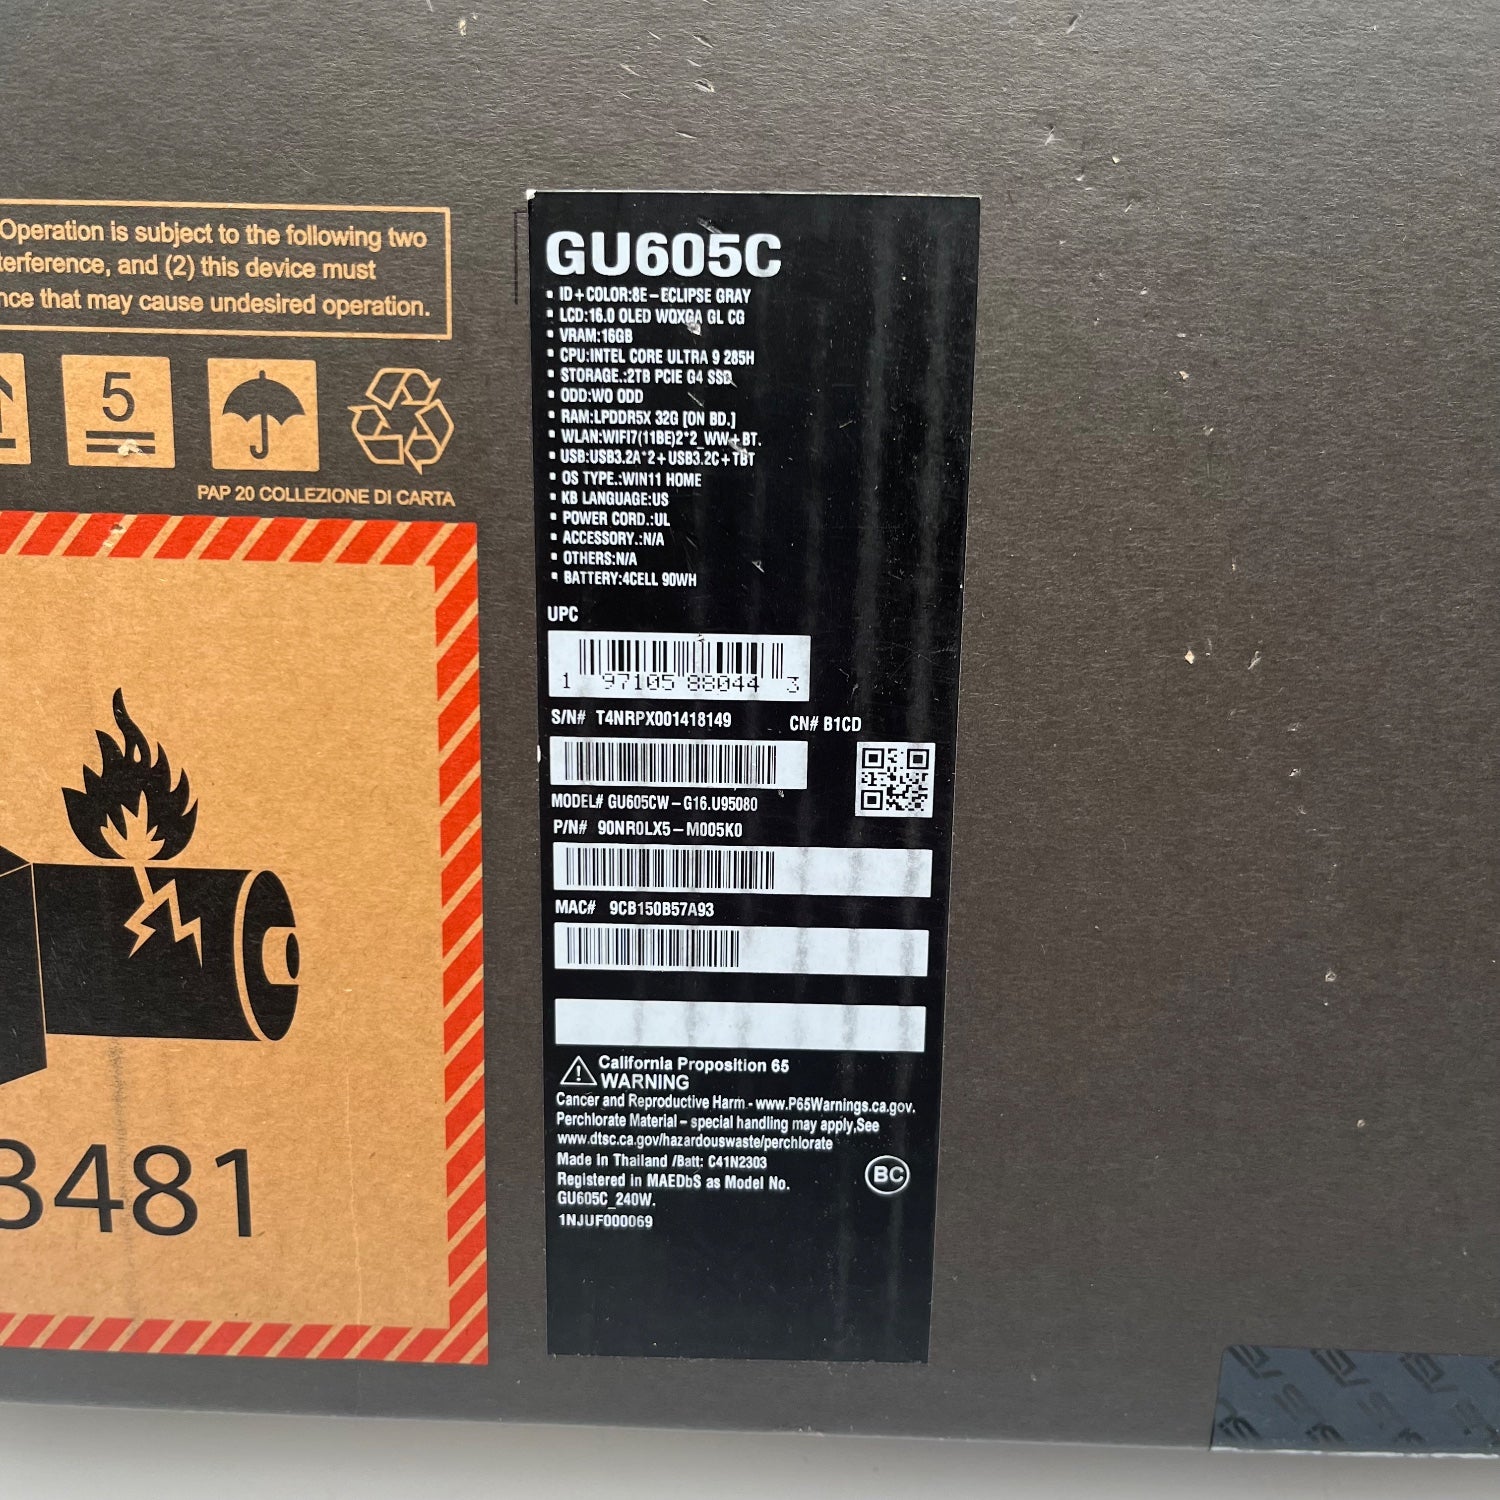 Operation is subject to the following two
terference, and (2) this device must
nce that may cause undesired operation.
5
PAP 20 COLLEZIONE DI CARTA
3481
GU605C
▪ ID+COLOR:8E-ECLIPSE GRAY
▪ LCD:16.0 OLED WQXGA GL CG
▪ VRAM:16GB
▪ CPU:INTEL CORE ULTRA 9 285H
▪ STORAGE.:2TB PCIE G4 SSD
▪ ODD:WO ODD
▪ RAM:LPDDR5X 32G [ON BD.]
▪ WLAN:WIFI7(11BE)2*2_WW+BT.
▪ USB:USB3.2A*2+USB3.2C+TBT
▪ OS TYPE.:WIN11 HOME
▪ KB LANGUAGE:US
▪ POWER CORD.:UL
▪ ACCESSORY.:N/A
▪ OTHERS:N/A
▪ BATTERY:4CELL 90WH
UPC
1 97105 88044 3
S/N# T4NRPX001418149 CN# B1CD
MODEL# GU605CW-G16.U95080
P/N# 90NR0LX5-M005K0
MAC# 9CB150B57A93
California Proposition 65
WARNING
Cancer and Reproductive Harm - www.P65Warnings.ca.gov.
Perchlorate Material – special handling may apply,See
www.dtsc.ca.gov/hazardouswaste/perchlorate
Made in Thailand /Batt: C41N2303
Registered in MAEDbS as Model No.
GU605C_240W.
BC
1NJUF000069